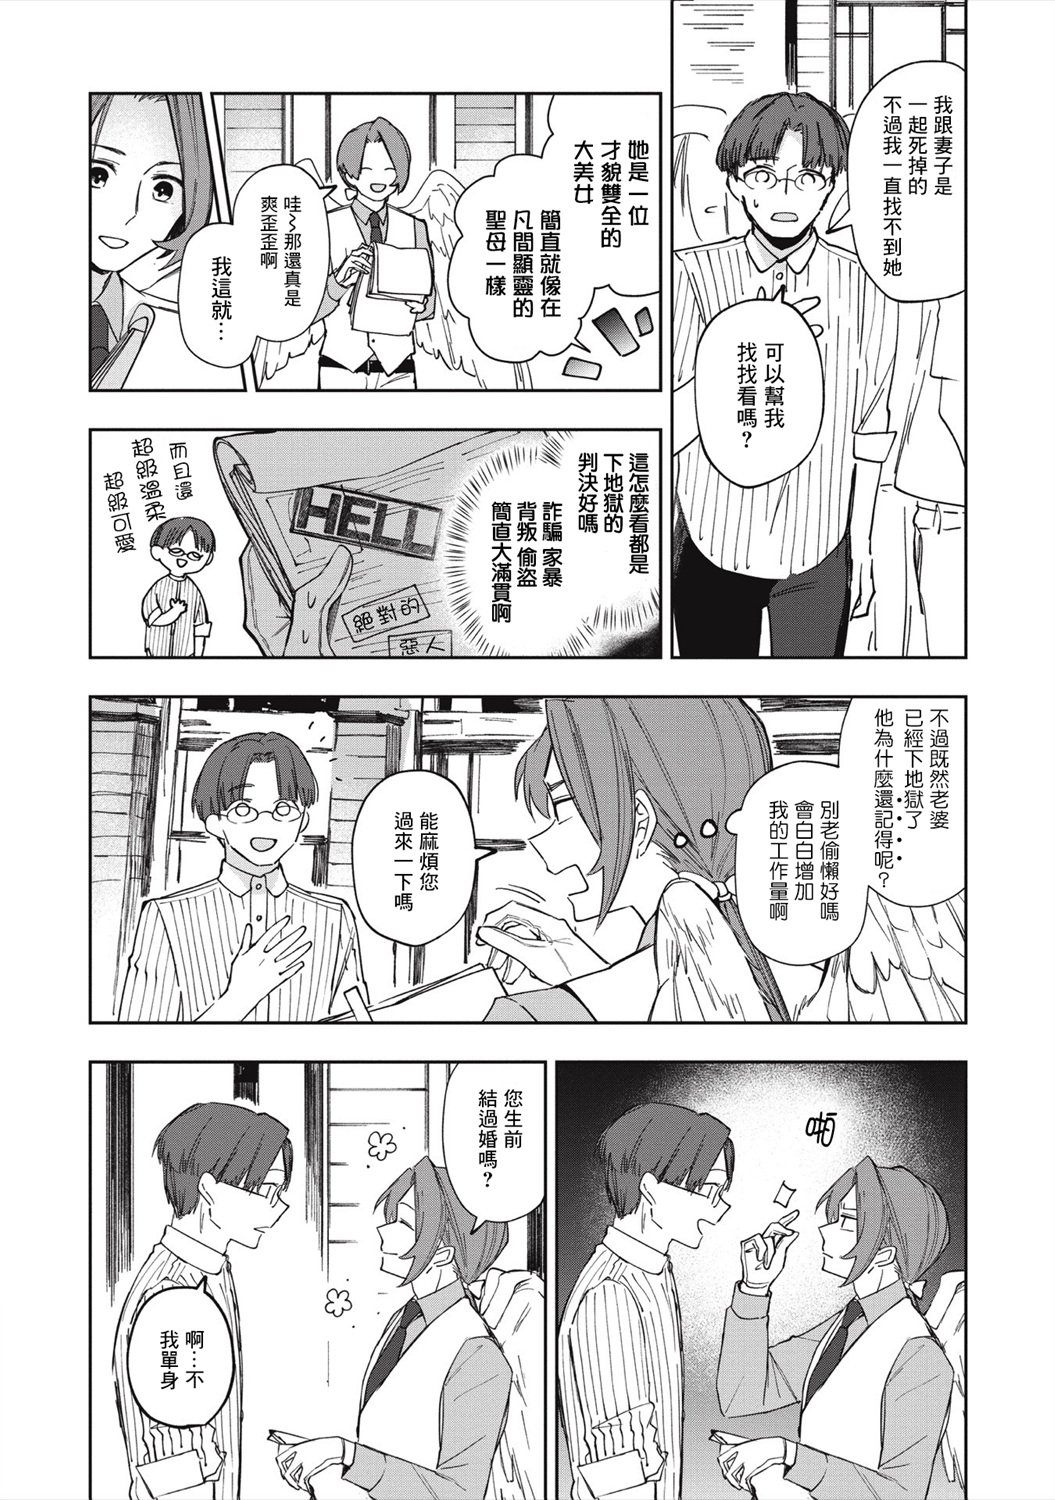 我跟妻子是
一起死掉的
不過我一直找不到她
可以幫我
找找看嗎？
她是一位
才貌雙全的
大美女
簡直就像在
凡間顯靈的
聖母一樣
哇～那還真是
爽歪歪啊
我這就…
這怎麼看都是
下地獄的
判決好嗎
詐騙 家暴
背叛 偷盜
簡直大滿貫啊
HELL
絕對的
惡人
而且還
超級溫柔
超級可愛
不過既然老婆
已經下地獄了
他為什麼還記得呢？
別老偷懶好嗎
會白白增加
我的工作量啊
能麻煩您
過來一下嗎
啪
您生前
結過婚嗎？
啊…不
我單身